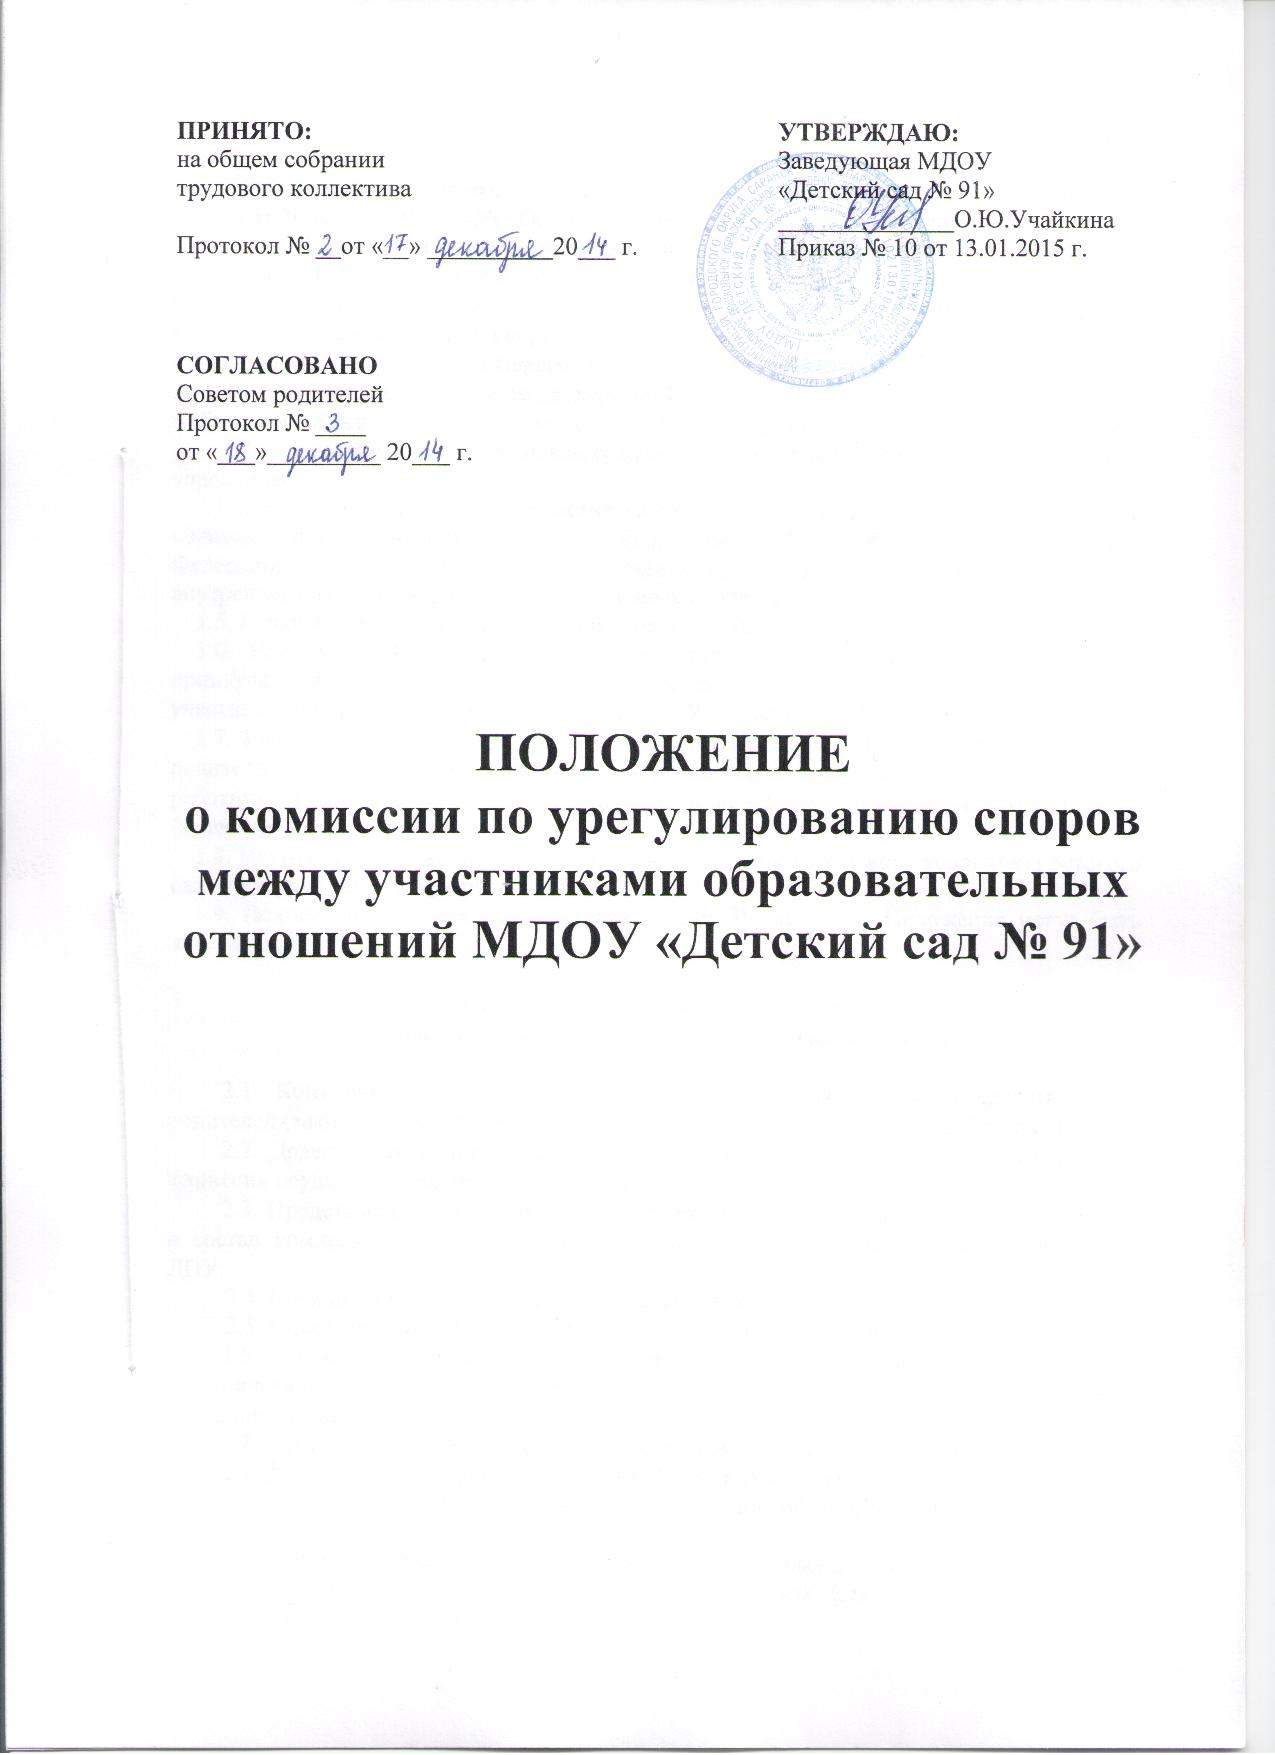 ПРИНЯТО:
на общем собрании
трудового коллектива
Протокол № 2 от «17» декабря 2014 г.
УТВЕРЖДАЮ:
Заведующая МДОУ
«Детский сад № 91»
О.Ю.Учайкина
Приказ № 10 от 13.01.2015 г.
СОГЛАСОВАНО
Советом родителей
Протокол № 3
от «18» декабря 2014 г.
ПОЛОЖЕНИЕ
о комиссии по урегулированию споров
между участниками образовательных
отношений МДОУ «Детский сад № 91»